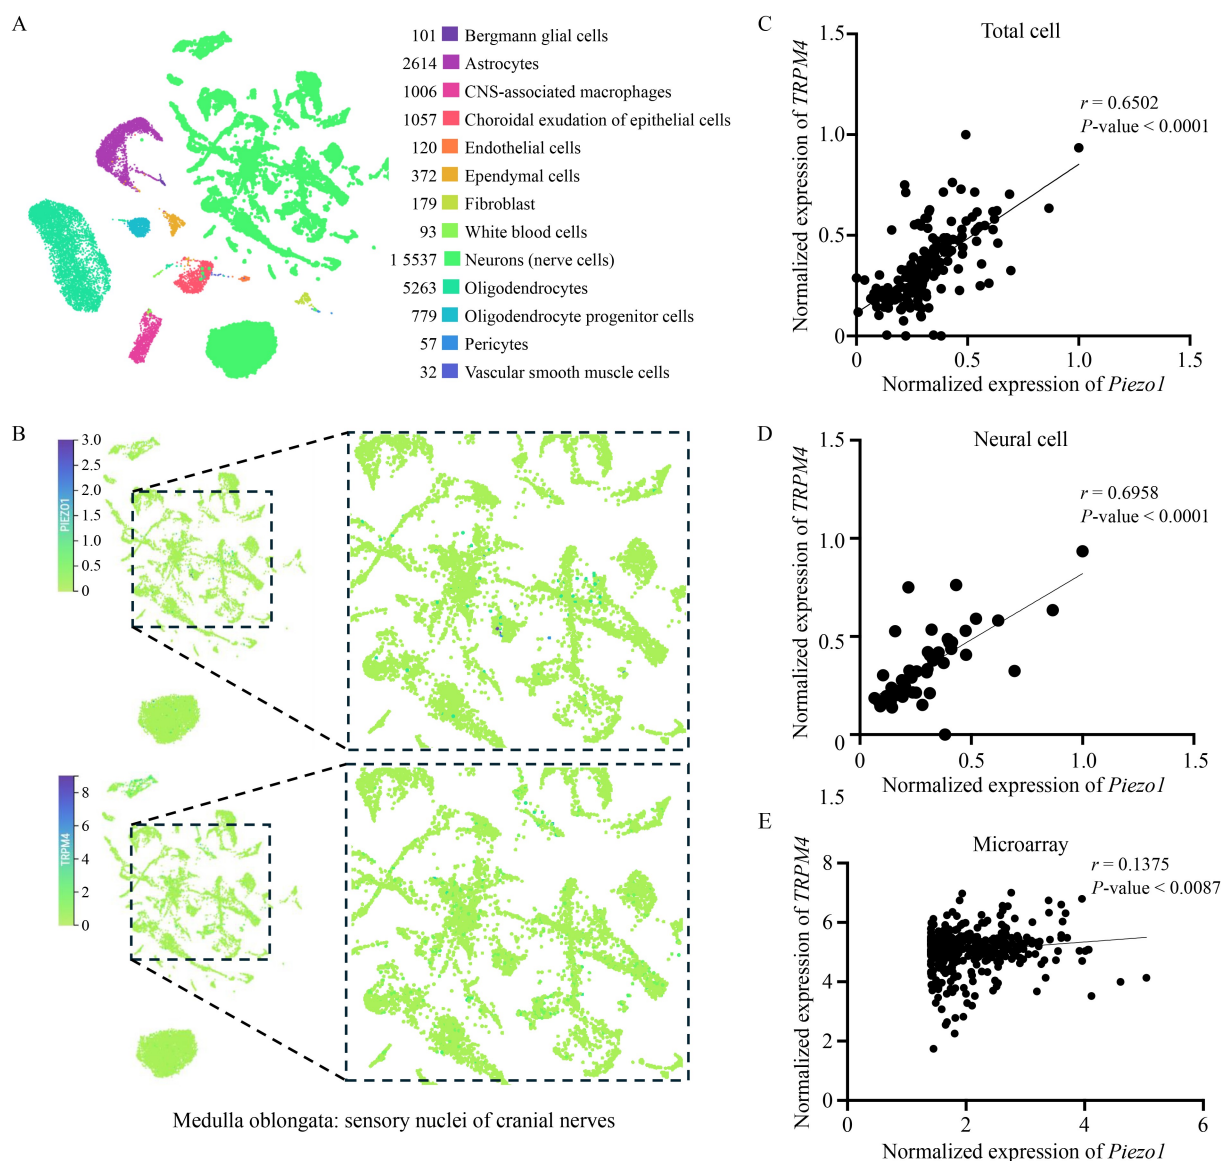 A
101 Bergmann glial cells
2614 Astrocytes
1006 CNS-associated macrophages
1057 Choroidal exudation of epithelial cells
120 Endothelial cells
372 Ependymal cells
179 Fibroblast
93 White blood cells
1 5537 Neurons (nerve cells)
5263 Oligodendrocytes
779 Oligodendrocyte progenitor cells
57 Pericytes
32 Vascular smooth muscle cells
B
3.0
2.5
2.0
1.5
1.0
0.5
0
PIEZO1
8
6
4
2
0
TRPM4
Medulla oblongata: sensory nuclei of cranial nerves
C
Total cell
r = 0.6502
P-value < 0.0001
Normalized expression of TRPM4
1.5
1.0
0.5
0
0 0.5 1.0 1.5
Normalized expression of Piezo1
D
Neural cell
r = 0.6958
P-value < 0.0001
Normalized expression of TRPM4
1.5
1.0
0.5
0
0 0.5 1.0 1.5
Normalized expression of Piezo1
1.5
E
Microarray
r = 0.1375
P-value < 0.0087
Normalized expression of TRPM4
8
6
4
2
0
0 2 4 6
Normalized expression of Piezo1